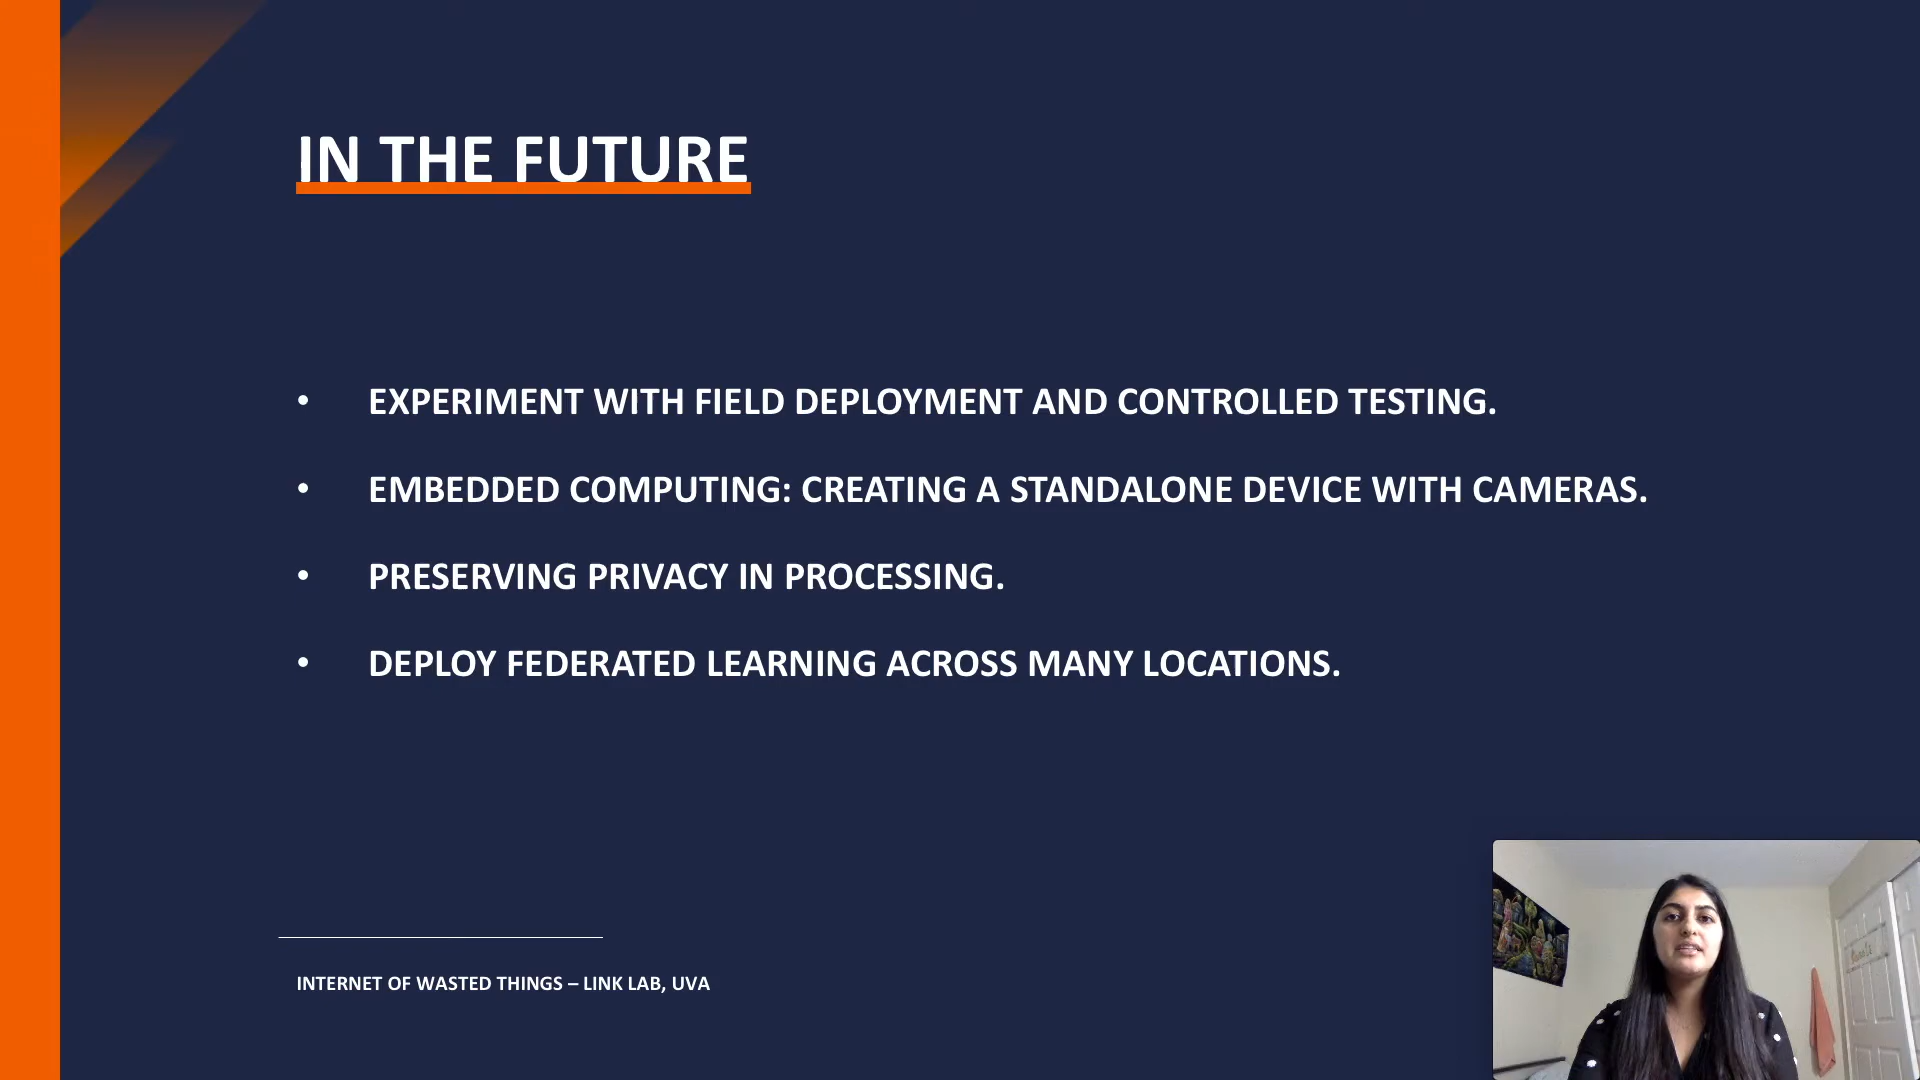 IN THE FUTURE
• EXPERIMENT WITH FIELD DEPLOYMENT AND CONTROLLED TESTING.
• EMBEDDED COMPUTING: CREATING A STANDALONE DEVICE WITH CAMERAS.
• PRESERVING PRIVACY IN PROCESSING.
• DEPLOY FEDERATED LEARNING ACROSS MANY LOCATIONS.
INTERNET OF WASTED THINGS – LINK LAB, UVA